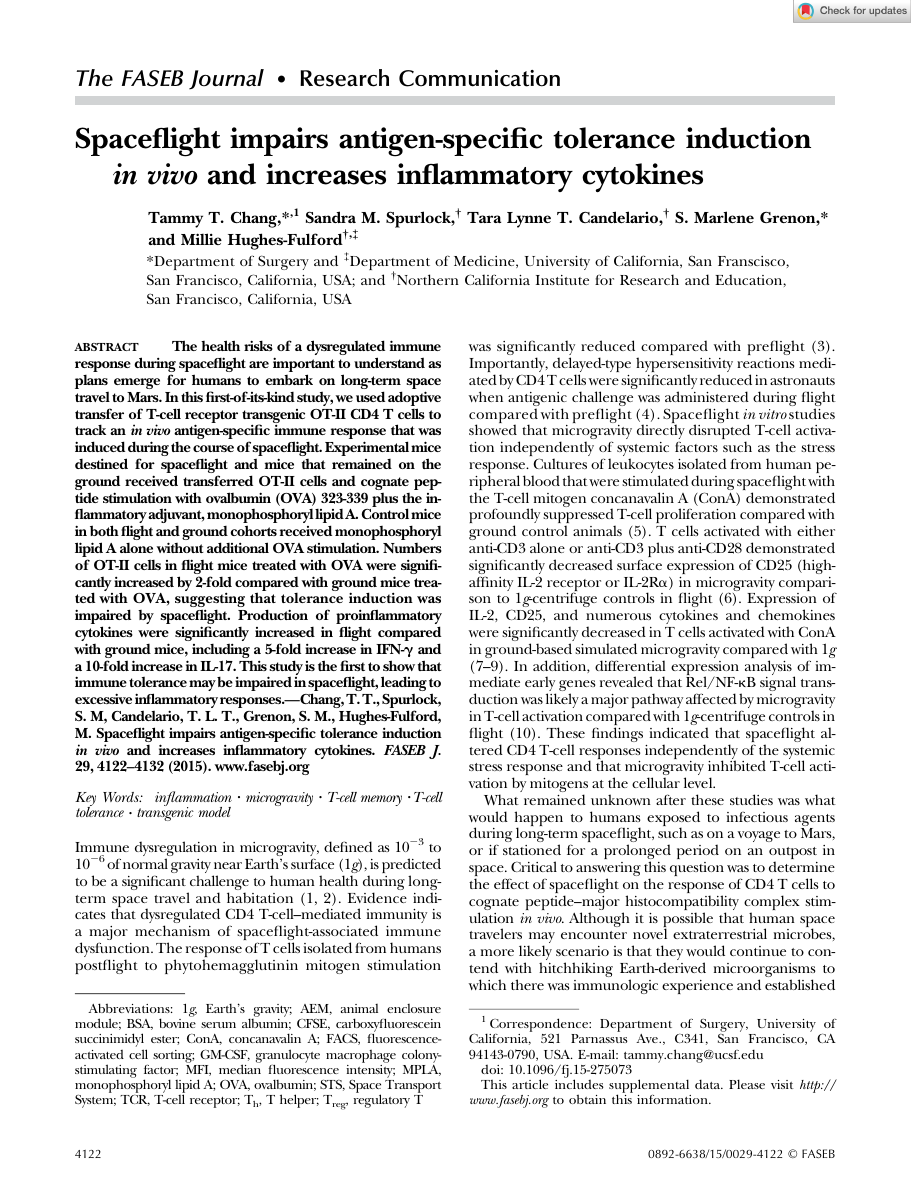 Check for updates
The FASEB Journal • Research Communication
Spaceflight impairs antigen-specific tolerance induction
in vivo and increases inflammatory cytokines
Tammy T. Chang,*,1 Sandra M. Spurlock,† Tara Lynne T. Candelario,† S. Marlene Grenon,*
and Millie Hughes-Fulford†,‡
*Department of Surgery and ‡Department of Medicine, University of California, San Franscisco,
San Francisco, California, USA; and †Northern California Institute for Research and Education,
San Francisco, California, USA
ABSTRACT The health risks of a dysregulated immune
response during spaceflight are important to understand as
plans emerge for humans to embark on long-term space
travel to Mars. In this first-of-its-kind study, we used adoptive
transfer of T-cell receptor transgenic OT-II CD4 T cells to
track an in vivo antigen-specific immune response that was
induced during the course of spaceflight. Experimental mice
destined for spaceflight and mice that remained on the
ground received transferred OT-II cells and cognate pep-
tide stimulation with ovalbumin (OVA) 323-339 plus the in-
flammatory adjuvant, monophosphoryl lipid A. Control mice
in both flight and ground cohorts received monophosphoryl
lipid A alone without additional OVA stimulation. Numbers
of OT-II cells in flight mice treated with OVA were signifi-
cantly increased by 2-fold compared with ground mice trea-
ted with OVA, suggesting that tolerance induction was
impaired by spaceflight. Production of proinflammatory
cytokines were significantly increased in flight compared
with ground mice, including a 5-fold increase in IFN-γ and
a 10-fold increase in IL-17. This study is the first to show that
immune tolerance may be impaired in spaceflight, leading to
excessive inflammatory responses.—Chang, T. T., Spurlock,
S. M, Candelario, T. L. T., Grenon, S. M., Hughes-Fulford,
M. Spaceflight impairs antigen-specific tolerance induction
in vivo and increases inflammatory cytokines. FASEB J.
29, 4122–4132 (2015). www.fasebj.org
Key Words: inflammation · microgravity · T-cell memory · T-cell
tolerance · transgenic model
Immune dysregulation in microgravity, defined as 10−3 to
10−6 of normal gravity near Earth's surface (1g), is predicted
to be a significant challenge to human health during long-
term space travel and habitation (1, 2). Evidence indi-
cates that dysregulated CD4 T-cell–mediated immunity is
a major mechanism of spaceflight-associated immune
dysfunction. The response of T cells isolated from humans
postflight to phytohemagglutinin mitogen stimulation
Abbreviations: 1g, Earth's gravity; AEM, animal enclosure
module; BSA, bovine serum albumin; CFSE, carboxyfluorescein
succinimidyl ester; ConA, concanavalin A; FACS, fluorescence-
activated cell sorting; GM-CSF, granulocyte macrophage colony-
stimulating factor; MFI, median fluorescence intensity; MPLA,
monophosphoryl lipid A; OVA, ovalbumin; STS, Space Transport
System; TCR, T-cell receptor; Th, T helper; Treg, regulatory T
was significantly reduced compared with preflight (3).
Importantly, delayed-type hypersensitivity reactions medi-
ated by CD4 T cells were significantly reduced in astronauts
when antigenic challenge was administered during flight
compared with preflight (4). Spaceflight in vitro studies
showed that microgravity directly disrupted T-cell activa-
tion independently of systemic factors such as the stress
response. Cultures of leukocytes isolated from human pe-
ripheral blood that were stimulated during spaceflight with
the T-cell mitogen concanavalin A (ConA) demonstrated
profoundly suppressed T-cell proliferation compared with
ground control animals (5). T cells activated with either
anti-CD3 alone or anti-CD3 plus anti-CD28 demonstrated
significantly decreased surface expression of CD25 (high-
affinity IL-2 receptor or IL-2Rα) in microgravity compari-
son to 1g-centrifuge controls in flight (6). Expression of
IL-2, CD25, and numerous cytokines and chemokines
were significantly decreased in T cells activated with ConA
in ground-based simulated microgravity compared with 1g
(7–9). In addition, differential expression analysis of im-
mediate early genes revealed that Rel/NF-κB signal trans-
duction was likely a major pathway affected by microgravity
in T-cell activation compared with 1g-centrifuge controls in
flight (10). These findings indicated that spaceflight al-
tered CD4 T-cell responses independently of the systemic
stress response and that microgravity inhibited T-cell acti-
vation by mitogens at the cellular level.
What remained unknown after these studies was what
would happen to humans exposed to infectious agents
during long-term spaceflight, such as on a voyage to Mars,
or if stationed for a prolonged period on an outpost in
space. Critical to answering this question was to determine
the effect of spaceflight on the response of CD4 T cells to
cognate peptide–major histocompatibility complex stim-
ulation in vivo. Although it is possible that human space
travelers may encounter novel extraterrestrial microbes,
a more likely scenario is that they would continue to con-
tend with hitchhiking Earth-derived microorganisms to
which there was immunologic experience and established
1 Correspondence: Department of Surgery, University of
California, 521 Parnassus Ave., C341, San Francisco, CA
94143-0790, USA. E-mail: tammy.chang@ucsf.edu
doi: 10.1096/fj.15-275073
This article includes supplemental data. Please visit http://
www.fasebj.org to obtain this information.
4122
0892-6638/15/0029-4122 © FASEB